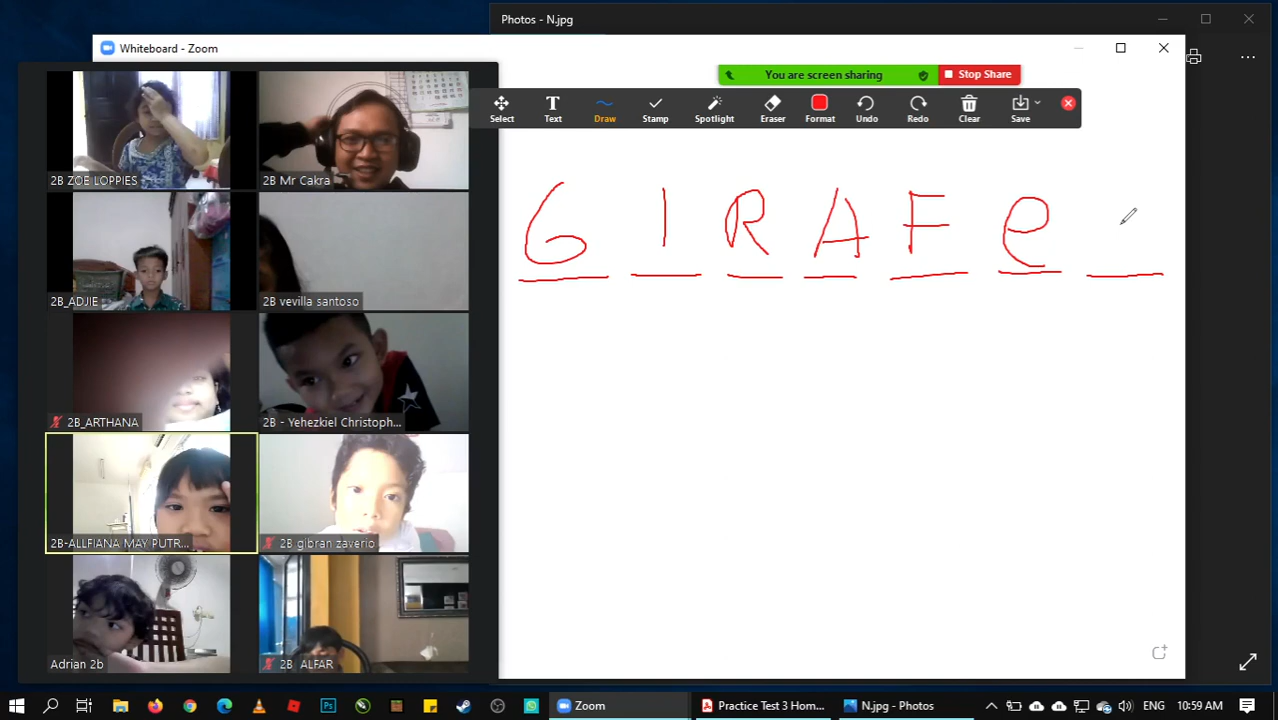 Photos - N.jpg
Whiteboard - Zoom
You are screen sharing Stop Share
Select Text Draw Stamp Spotlight Eraser Format Undo Redo Clear Save
G I R A F e
2B ZOE LOPPIES
2B Mr Cakra
2B_ADJIE
2B vevilla santoso
2B_ARTHANA
2B - Yehezkiel Christoph...
2B-ALLFIANA MAY PUTR...
2B gibran zaverio
Adrian 2b
2B_ALFAR
Zoom Practice Test 3 Hom... N.jpg - Photos ENG 10:59 AM